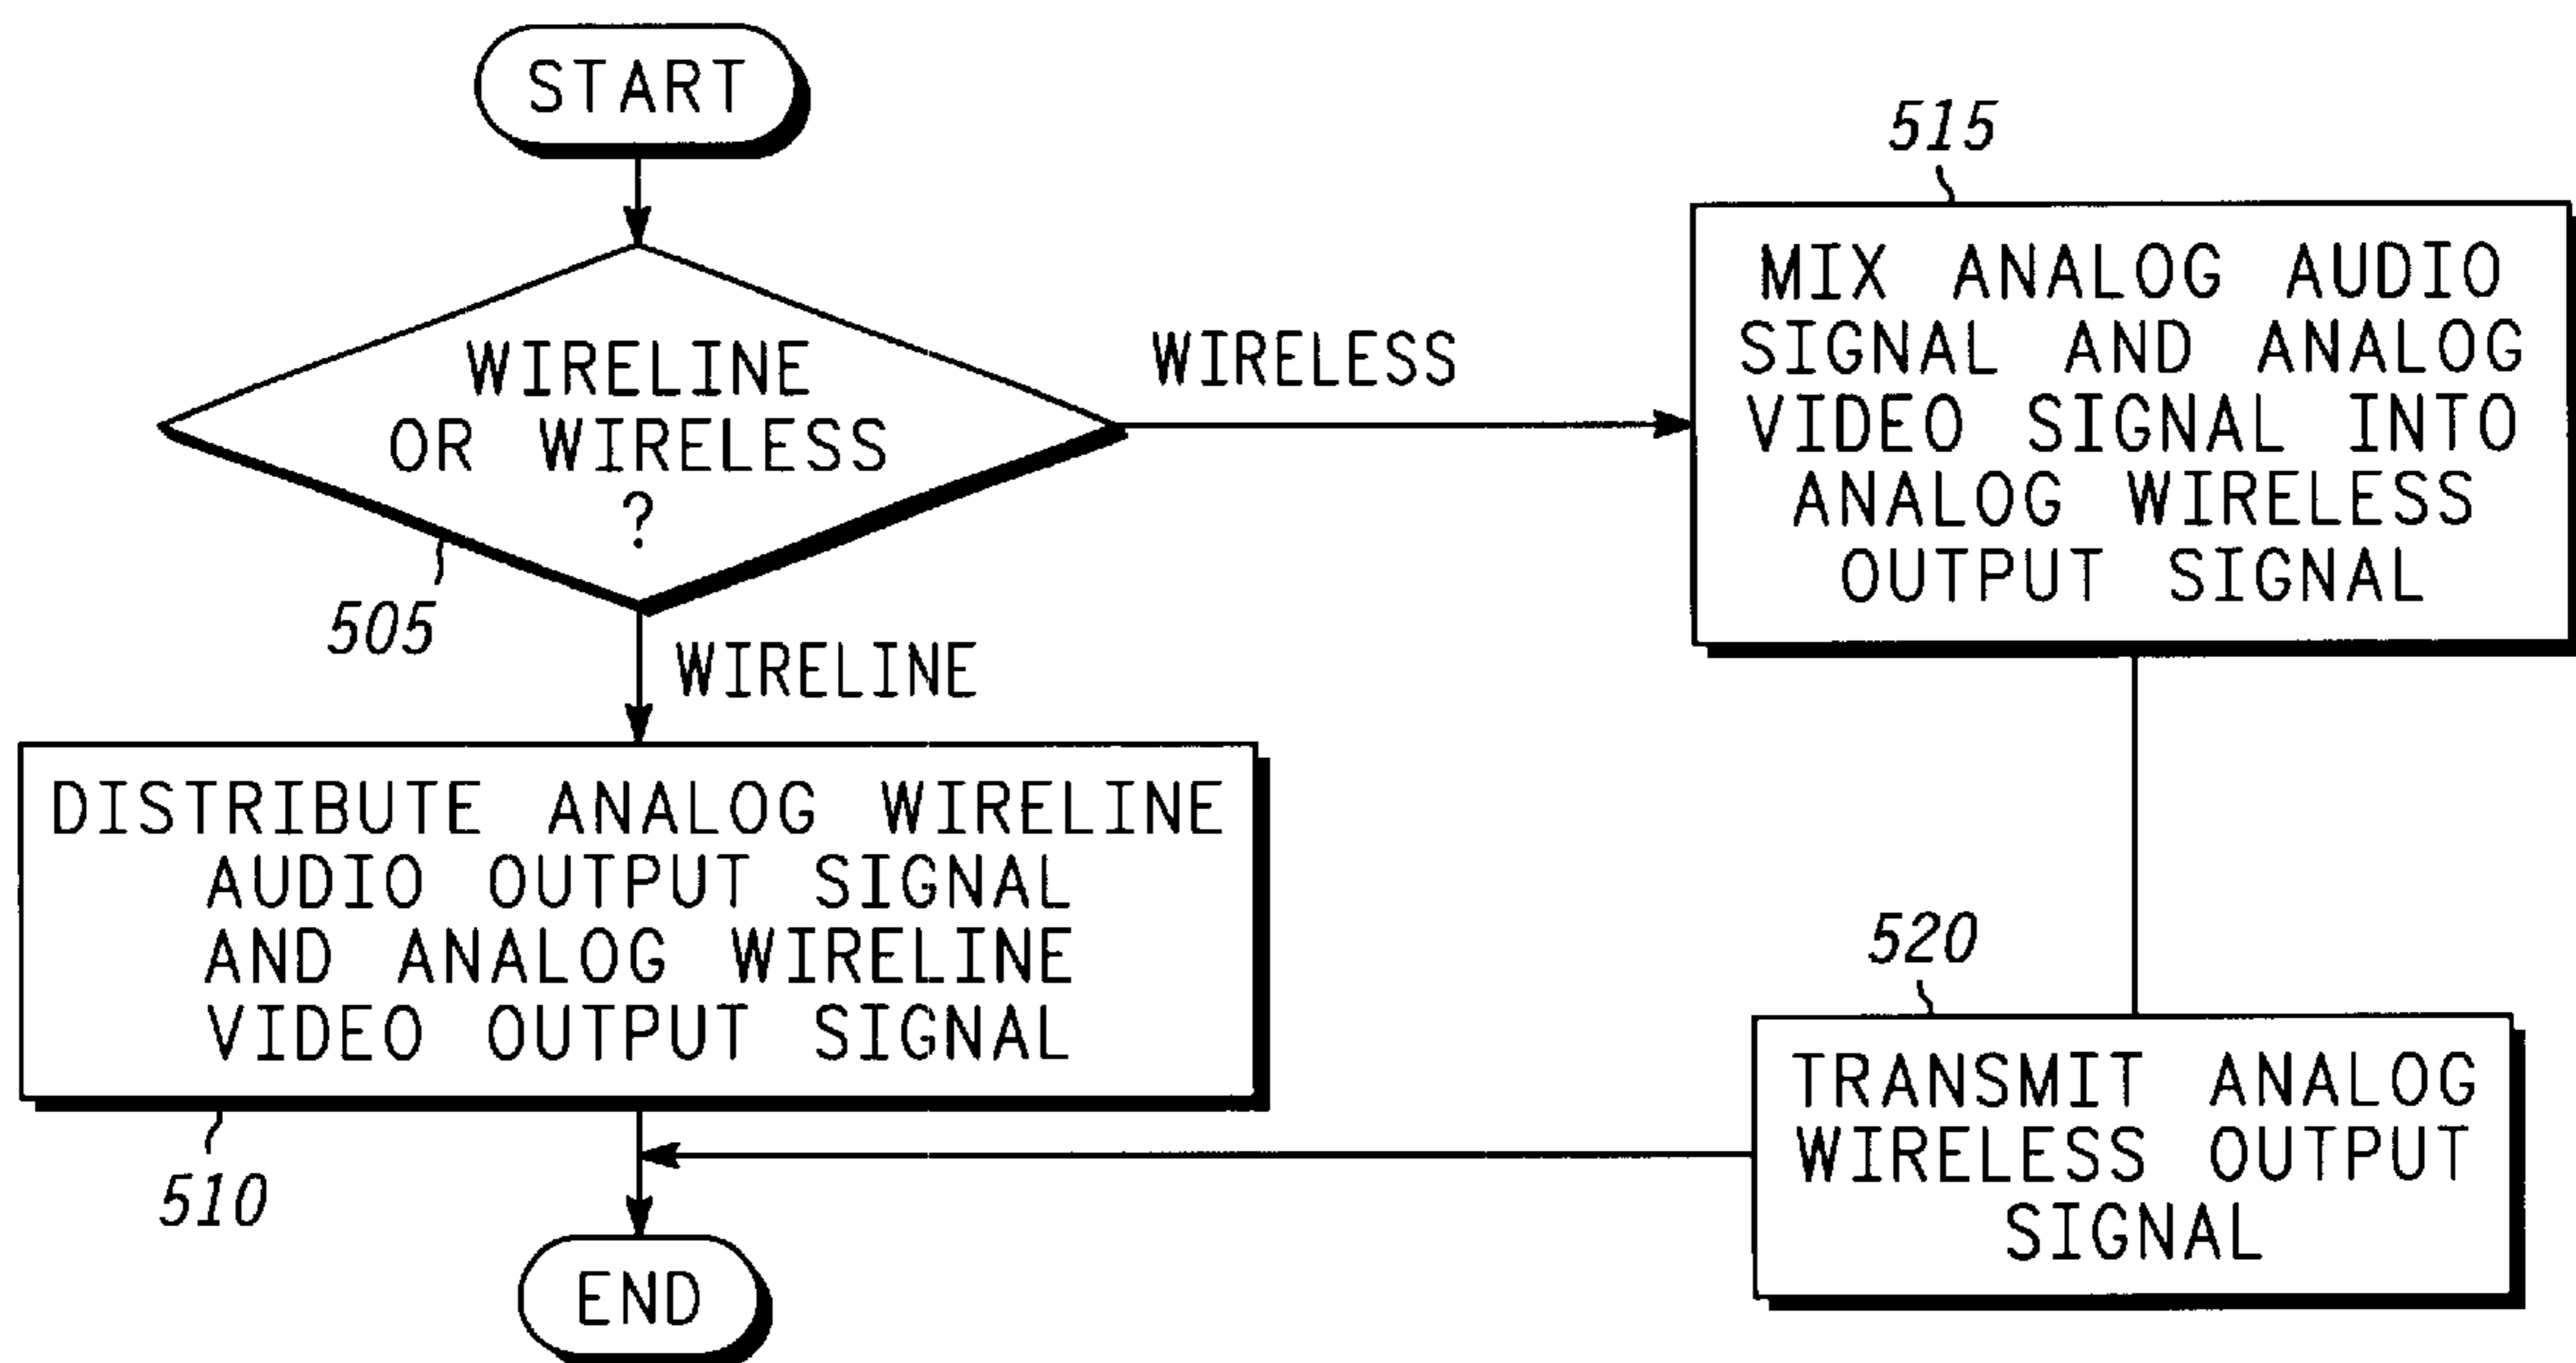 START
515
MIX ANALOG AUDIO
SIGNAL AND ANALOG
VIDEO SIGNAL INTO
ANALOG WIRELESS
OUTPUT SIGNAL
WIRELINE
OR WIRELESS
?
WIRELESS
505
WIRELINE
DISTRIBUTE ANALOG WIRELINE
AUDIO OUTPUT SIGNAL
AND ANALOG WIRELINE
VIDEO OUTPUT SIGNAL
510
520
TRANSMIT ANALOG
WIRELESS OUTPUT
SIGNAL
END